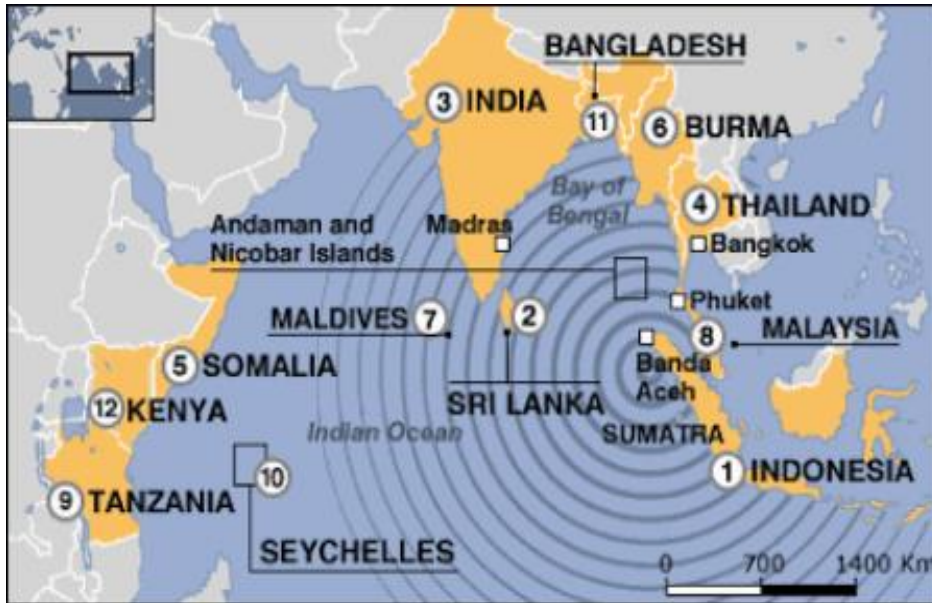 BANGLADESH
3 INDIA
11
6 BURMA
Bay of
Bengal
4 THAILAND
Andaman and
Nicobar Islands
Madras
Bangkok
Phuket
MALDIVES 7
2
8
MALAYSIA
5 SOMALIA
Banda
Aceh
SRI LANKA
12 KENYA
Indian Ocean
SUMATRA
10
1 INDONESIA
9 TANZANIA
SEYCHELLES
0 700 1400 Km